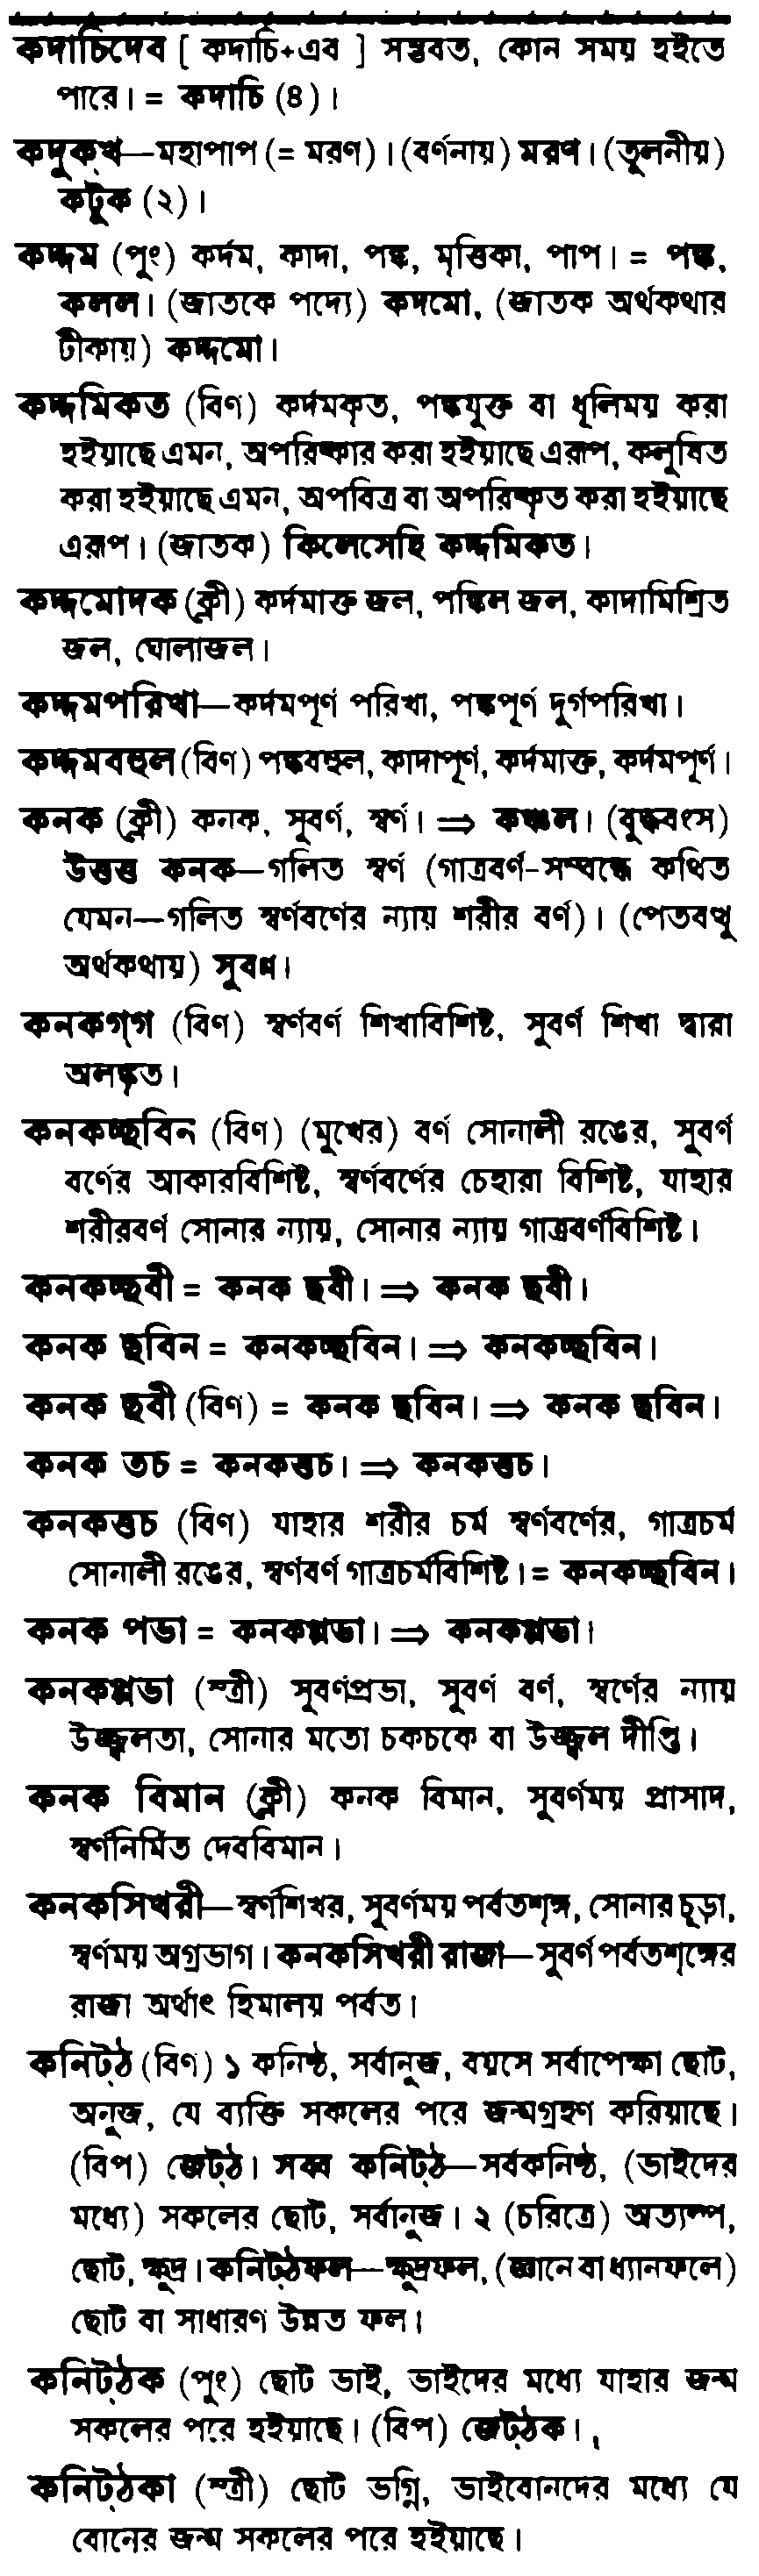 কদাচিদেব [ কদাচি+এব ] সম্ভবত, কোন সময় হইতে
পারে। = কদাচি (৪)।
কদুক্‌খ—মহাপাপ (= মরণ)। (বর্ণনায়) মরণ। (তুলনীয়)
কটুক (২)।
কদ্দম (পুং) কর্দম, কাদা, পঙ্ক, মৃত্তিকা, পাপ। = পঙ্ক,
কলল। (জাতকে পদ্যে) কদমো, (জাতক অর্থকথার
টীকায়) কদ্দমো।
কদ্দমিকত (বিণ) কর্দমকৃত, পঙ্কযুক্ত বা ধূলিময় করা
হইয়াছে এমন, অপরিষ্কার করা হইয়াছে এরূপ, কলুষিত
করা হইয়াছে এমন, অপবিত্র বা অপরিষ্কৃত করা হইয়াছে
এরূপ। (জাতক) কিলেসেহি কদ্দমিকত।
কদ্দমোদক (ক্লী) কর্দমাক্ত জল, পঙ্কিল জল, কাদামিশ্রিত
জল, ঘোলাজল।
কদ্দমপরিখা—কর্দমপূর্ণ পরিখা, পঙ্কপূর্ণ দুর্গপরিখা।
কদ্দমবহুল (বিণ) পঙ্কবহুল, কাদাপূর্ণ, কর্দমাক্ত, কর্দমপূর্ণ।
কনক (ক্লী) কনক, সুবর্ণ, স্বর্ণ। ⇒ কঞ্চল। (বুদ্ধবংস)
উত্তত্ত কনক—গলিত স্বর্ণ (গাত্রবর্ণ-সম্বন্ধে কথিত
যেমন—গলিত স্বর্ণবর্ণের ন্যায় শরীর বর্ণ)। (পেতবত্থু
অর্থকথায়) সুবণ্ণ।
কনকগ্‌গ (বিণ) স্বর্ণবর্ণ শিখাবিশিষ্ট, সুবর্ণ শিখা দ্বারা
অলঙ্কৃত।
কনকচ্ছবিন (বিণ) (মুখের) বর্ণ সোনালী রঙের, সুবর্ণ
বর্ণের আকারবিশিষ্ট, স্বর্ণবর্ণের চেহারা বিশিষ্ট, যাহার
শরীরবর্ণ সোনার ন্যায়, সোনার ন্যায় গাত্রবর্ণবিশিষ্ট।
কনকচ্ছবী = কনক ছবী। ⇒ কনক ছবী।
কনক ছবিন = কনকচ্ছবিন। ⇒ কনকচ্ছবিন।
কনক ছবী (বিণ) = কনক ছবিন। ⇒ কনক ছবিন।
কনক তচ = কনকত্তচ। ⇒ কনকত্তচ।
কনকত্তচ (বিণ) যাহার শরীর চর্ম স্বর্ণবর্ণের, গাত্রচর্ম
সোনালী রঙের, স্বর্ণবর্ণ গাত্রচর্মবিশিষ্ট। = কনকচ্ছবিন।
কনক পভা = কনকপ্পভা। ⇒ কনকপ্পভা।
কনকপ্পভা (স্ত্রী) সুবর্ণপ্রভা, সুবর্ণ বর্ণ, স্বর্ণের ন্যায়
উজ্জ্বলতা, সোনার মতো চকচকে বা উজ্জ্বল দীপ্তি।
কনক বিমান (ক্লী) কনক বিমান, সুবর্ণময় প্রাসাদ,
স্বর্ণনির্মিত দেববিমান।
কনকসিখরী—স্বর্ণশিখর, সুবর্ণময় পর্বতশৃঙ্গ, সোনার চূড়া,
স্বর্ণময় অগ্রভাগ। কনকসিখরী রাজা—সুবর্ণ পর্বতশৃঙ্গের
রাজা অর্থাৎ হিমালয় পর্বত।
কনিট্‌ঠ (বিণ) ১ কনিষ্ঠ, সর্বানুজ, বয়সে সর্বাপেক্ষা ছোট,
অনুজ, যে ব্যক্তি সকলের পরে জন্মগ্রহণ করিয়াছে।
(বিপ) জেট্‌ঠ। সব্ব কনিট্‌ঠ—সর্বকনিষ্ঠ, (ভাইদের
মধ্যে) সকলের ছোট, সর্বানুজ। ২ (চরিত্রে) অত্যল্প,
ছোট, ক্ষুদ্র। কনিট্‌ঠফল—ক্ষুদ্রফল, (জ্ঞানে বা ধ্যানফলে)
ছোট বা সাধারণ উন্নত ফল।
কনিট্‌ঠক (পুং) ছোট ভাই, ভাইদের মধ্যে যাহার জন্ম
সকলের পরে হইয়াছে। (বিপ) জেট্‌ঠক।
কনিট্‌ঠকা (স্ত্রী) ছোট ভগ্নি, ভাইবোনদের মধ্যে যে
বোনের জন্ম সকলের পরে হইয়াছে।